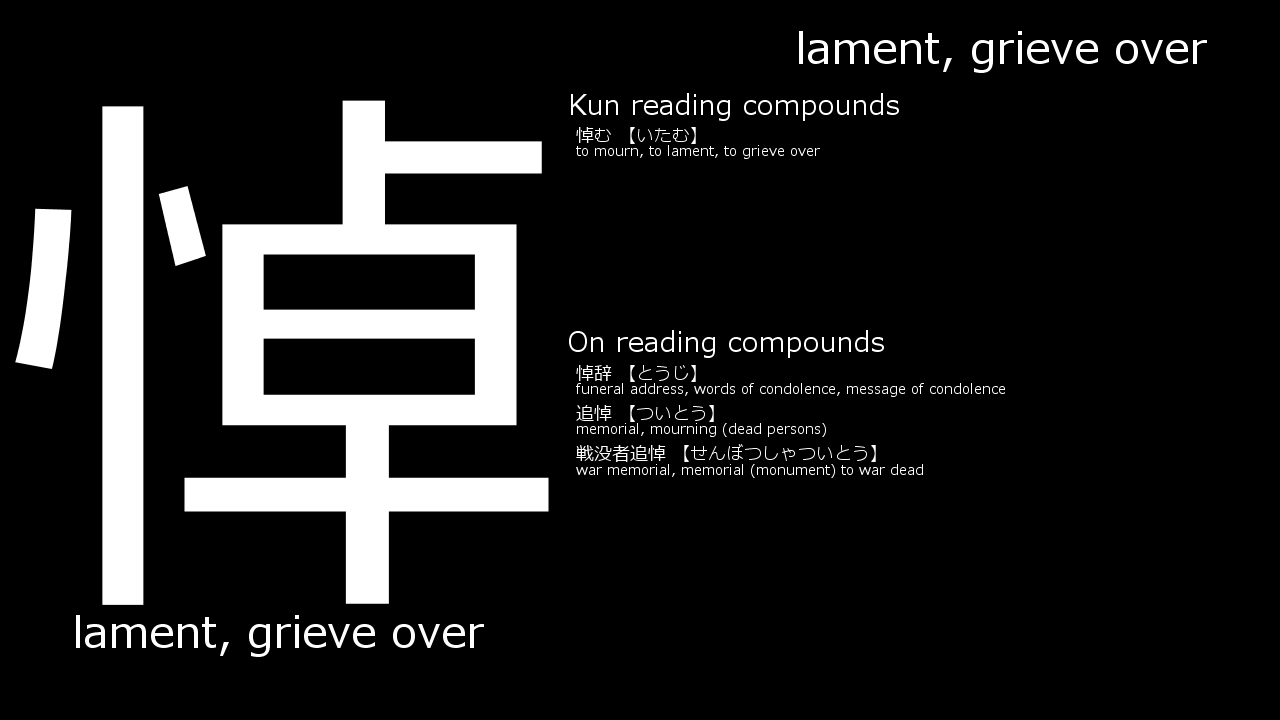 lament, grieve over
悼
lament, grieve over
Kun reading compounds
悼む 【いたむ】
to mourn, to lament, to grieve over
On reading compounds
悼辞 【とうじ】
funeral address, words of condolence, message of condolence
追悼 【ついとう】
memorial, mourning (dead persons)
戦没者追悼 【せんぼつしゃついとう】
war memorial, memorial (monument) to war dead